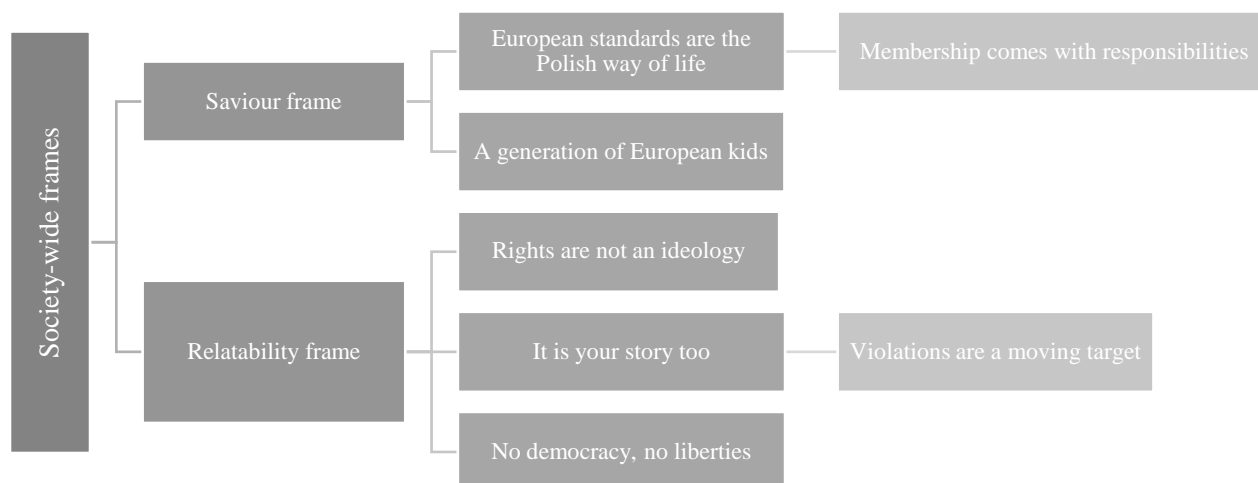 Society-wide frames
Saviour frame
European standards are the
Polish way of life
Membership comes with responsibilities
A generation of European kids
Relatability frame
Rights are not an ideology
It is your story too
Violations are a moving target
No democracy, no liberties